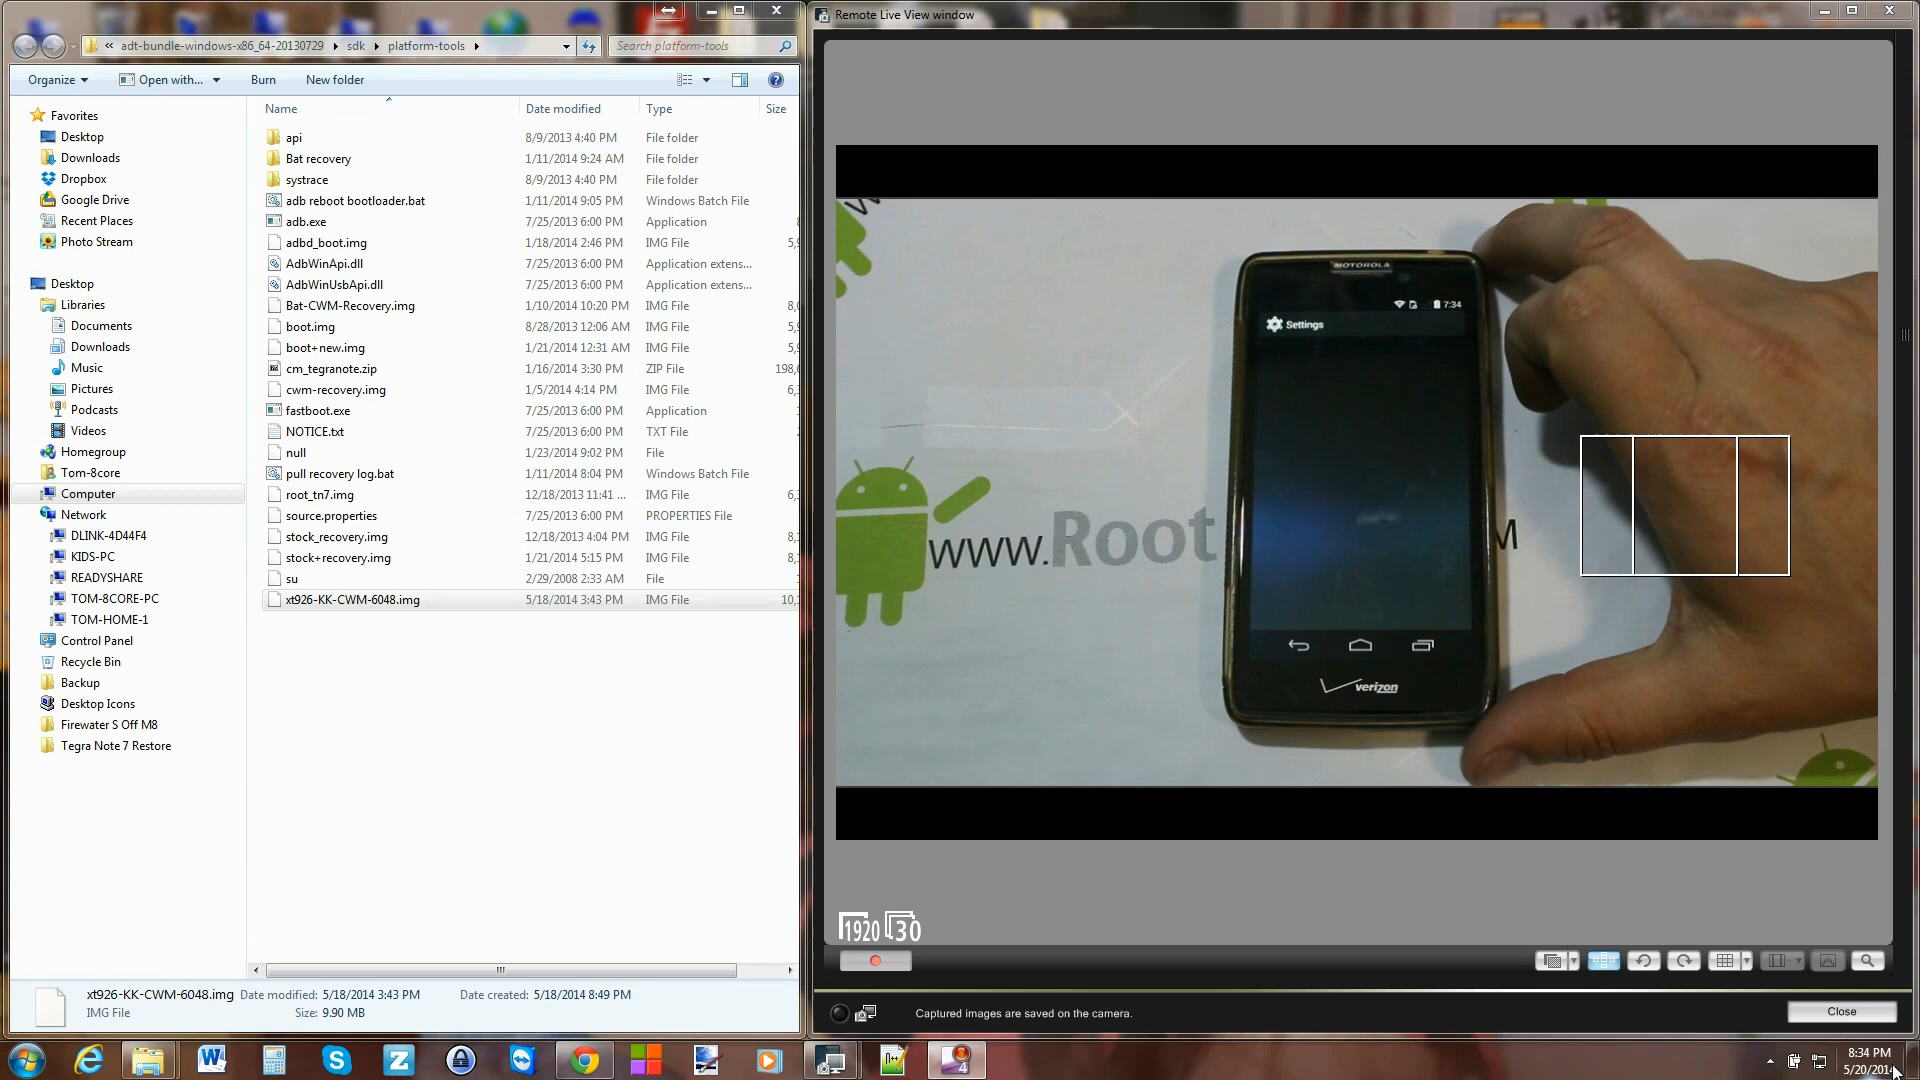 « adt-bundle-windows-x86_64-20130729 sdk platform-tools
Search platform-tools
Organize Open with... Burn New folder
Name Date modified Type Size
Favorites
Desktop
Downloads
Dropbox
Google Drive
Recent Places
Photo Stream
Desktop
Libraries
Documents
Downloads
Music
Pictures
Podcasts
Videos
Homegroup
Tom-8core
Computer
Network
DLINK-4D44F4
KIDS-PC
READYSHARE
TOM-8CORE-PC
TOM-HOME-1
Control Panel
Recycle Bin
Backup
Desktop Icons
Firewater S Off M8
Tegra Note 7 Restore
api 8/9/2013 4:40 PM File folder
Bat recovery 1/11/2014 9:24 AM File folder
systrace 8/9/2013 4:40 PM File folder
adb reboot bootloader.bat 1/11/2014 9:05 PM Windows Batch File
adb.exe 7/25/2013 6:00 PM Application
adbd_boot.img 1/18/2014 2:46 PM IMG File 5,
AdbWinApi.dll 7/25/2013 6:00 PM Application extens...
AdbWinUsbApi.dll 7/25/2013 6:00 PM Application extens...
Bat-CWM-Recovery.img 1/10/2014 10:20 PM IMG File 8,
boot.img 8/28/2013 12:06 AM IMG File 5,
boot+new.img 1/21/2014 12:31 AM IMG File 5,
cm_tegranote.zip 1/16/2014 3:30 PM ZIP File 198,
cwm-recovery.img 1/5/2014 4:14 PM IMG File 6,
fastboot.exe 7/25/2013 6:00 PM Application
NOTICE.txt 7/25/2013 6:00 PM TXT File
null 1/23/2014 9:02 PM File
pull recovery log.bat 1/11/2014 8:04 PM Windows Batch File
root_tn7.img 12/18/2013 11:41 ... IMG File 6,
source.properties 7/25/2013 6:00 PM PROPERTIES File
stock_recovery.img 12/18/2013 4:04 PM IMG File 8,
stock+recovery.img 1/21/2014 5:15 PM IMG File 8,
su 2/29/2008 2:33 AM File
xt926-KK-CWM-6048.img 5/18/2014 3:43 PM IMG File 10,
xt926-KK-CWM-6048.img Date modified: 5/18/2014 3:43 PM Date created: 5/18/2014 8:49 PM
IMG File Size: 9.90 MB
Remote Live View window
MOTOROLA
7:34
Settings
www.Root M
verizon
1920 30
Captured images are saved on the camera.
Close
8:34 PM
5/20/2014